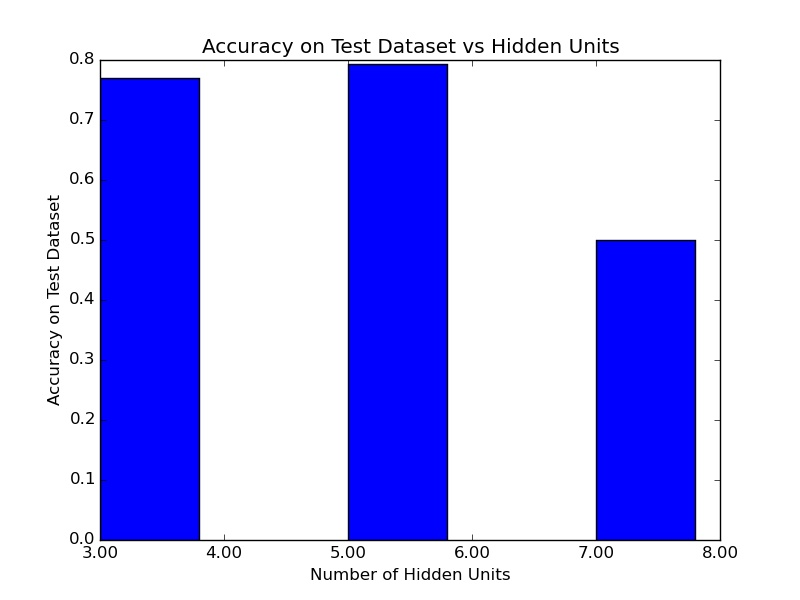 Accuracy on Test Dataset vs Hidden Units
Accuracy on Test Dataset
0.8
0.7
0.6
0.5
0.4
0.3
0.2
0.1
0.0
3.00 4.00 5.00 6.00 7.00 8.00
Number of Hidden Units